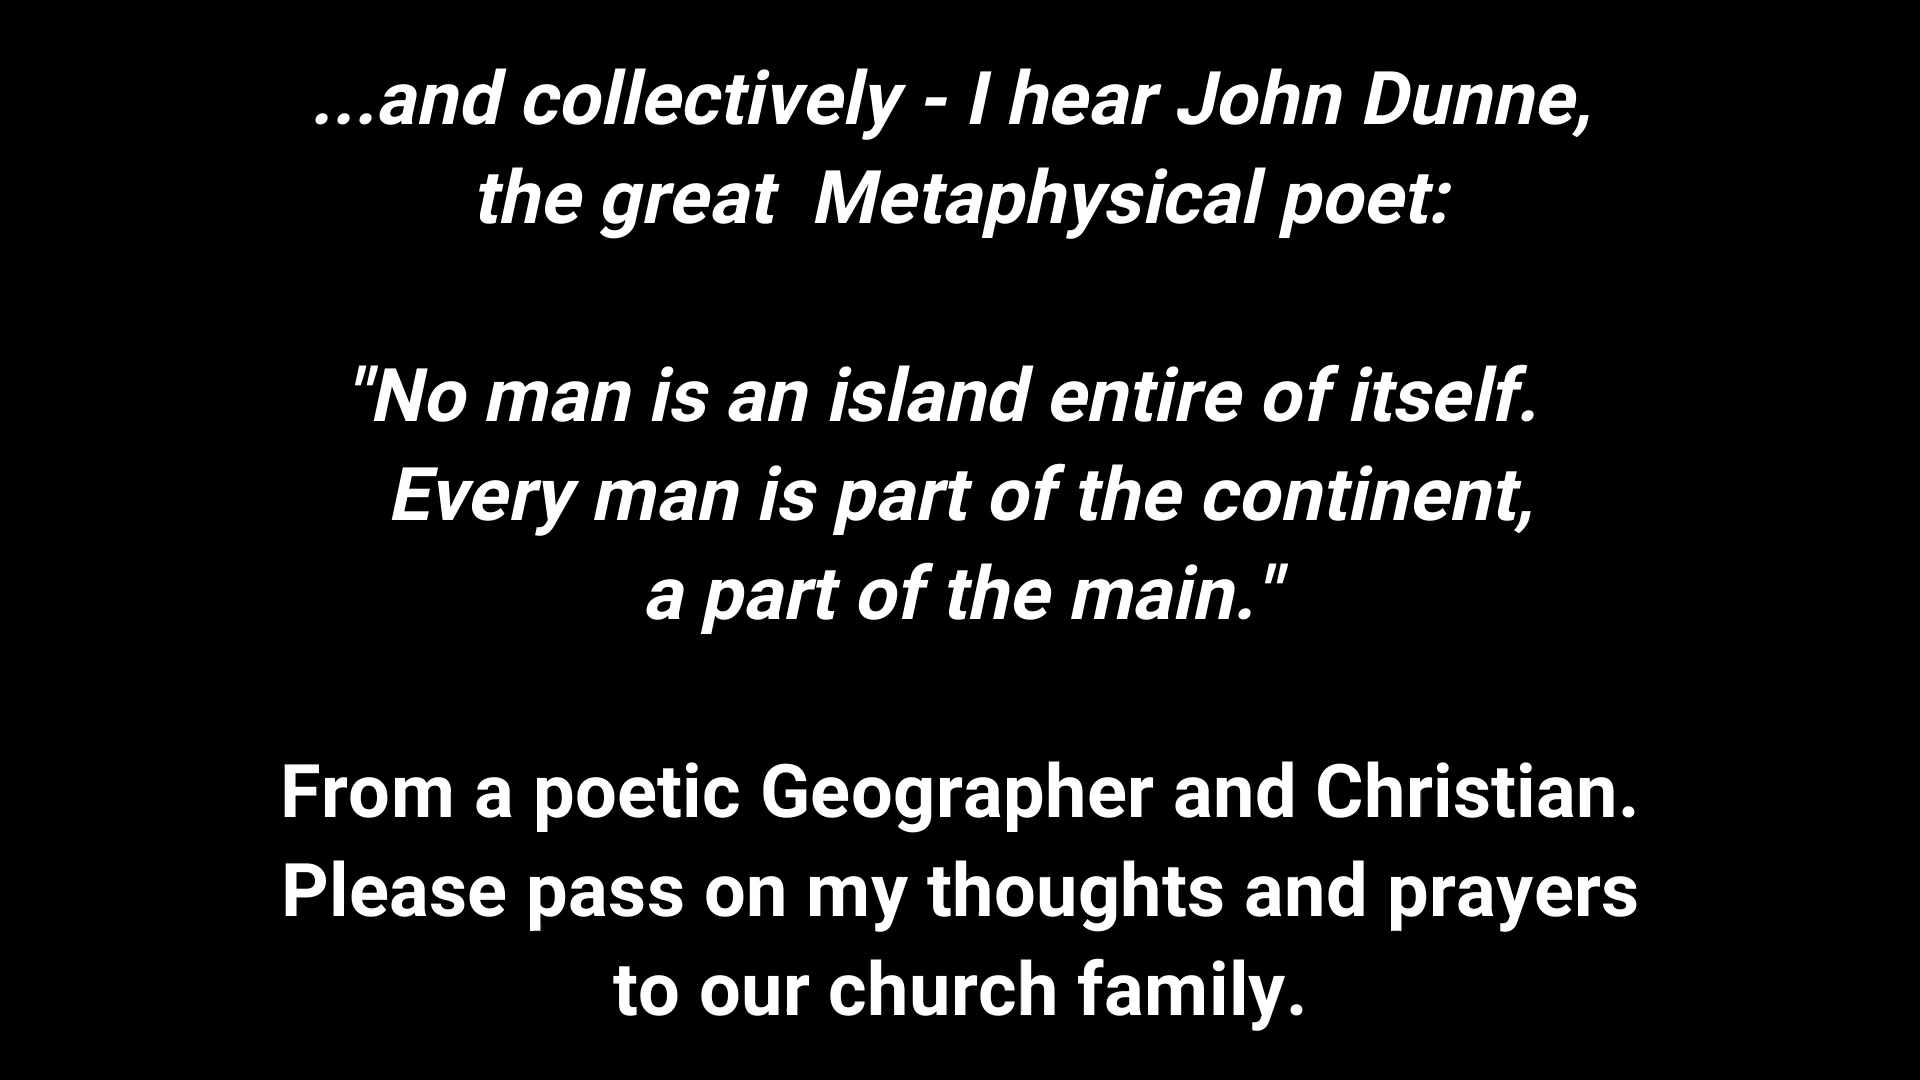 ...and collectively - I hear John Dunne,
the great  Metaphysical poet:
"No man is an island entire of itself.
Every man is part of the continent,
a part of the main."
From a poetic Geographer and Christian.
Please pass on my thoughts and prayers
to our church family.